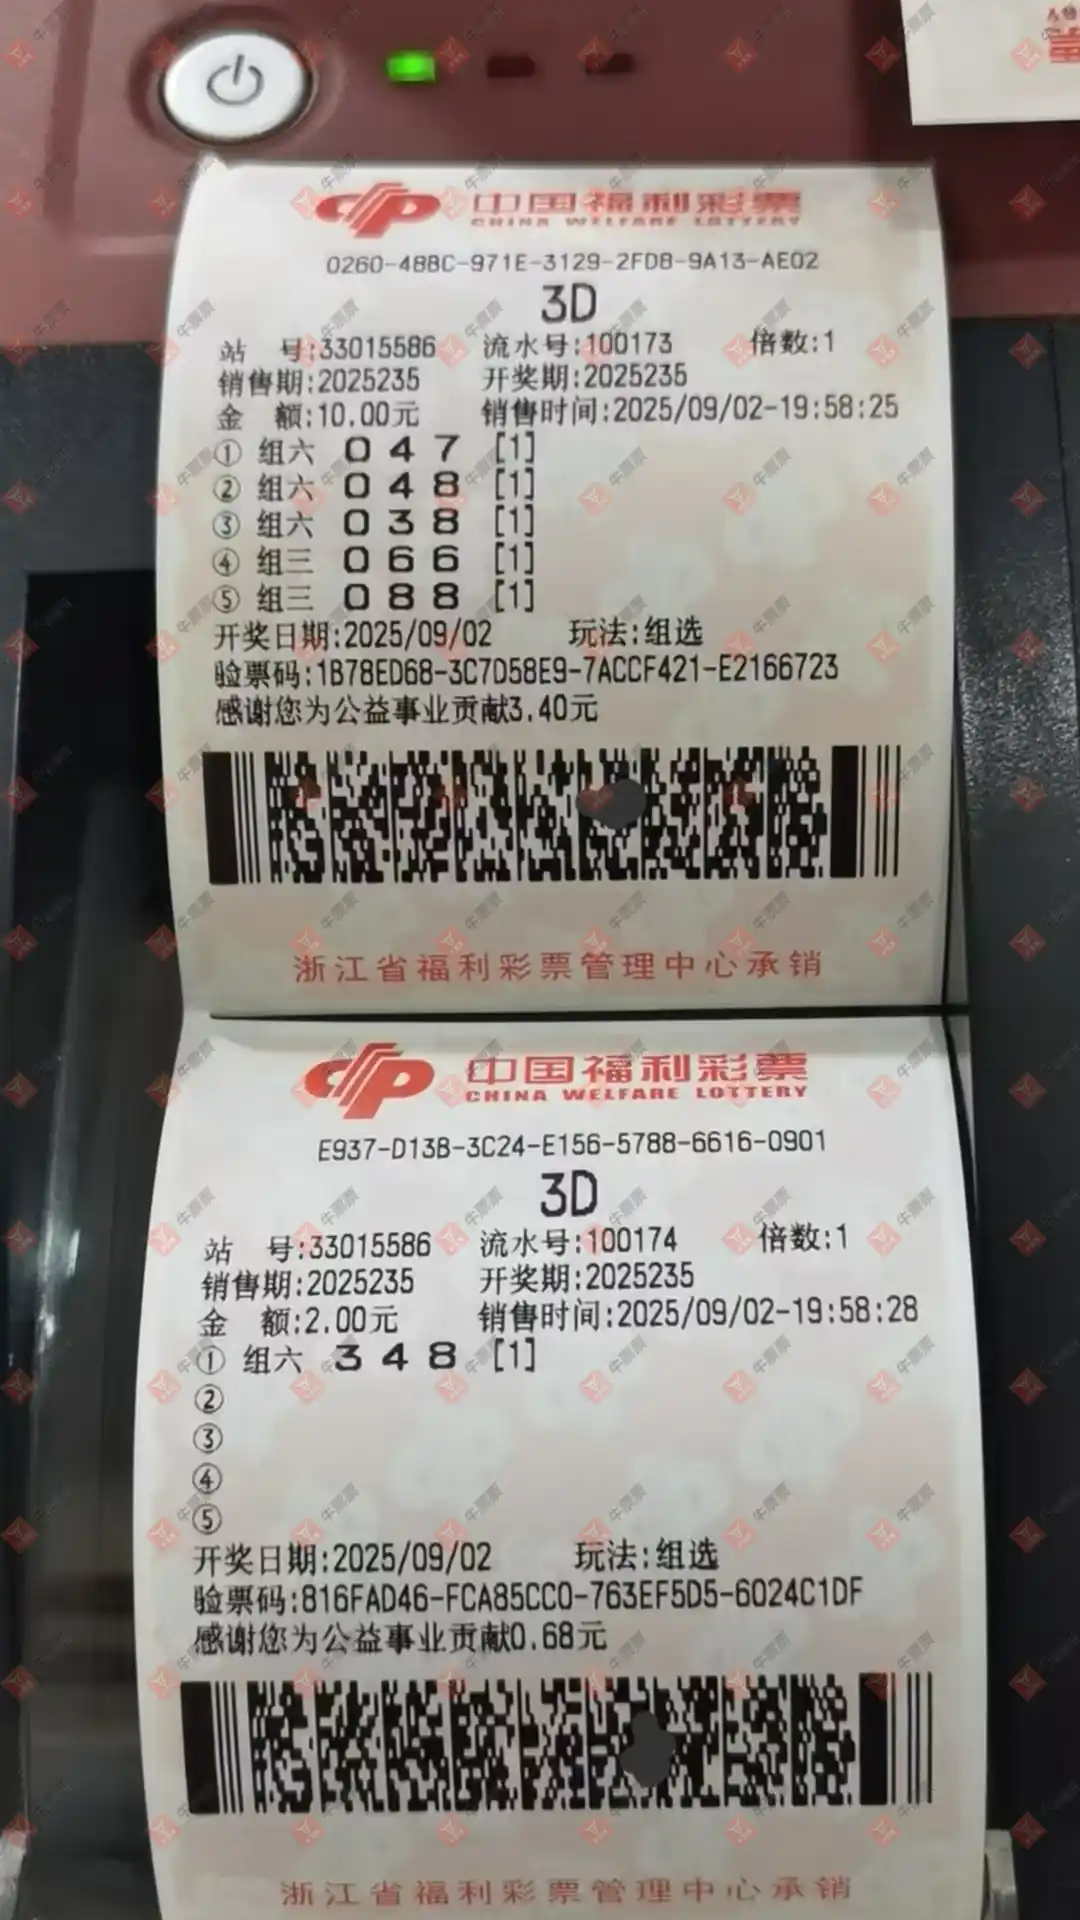 中国福利彩票
CHINA WELFARE LOTTERY
0260-48BC-971E-3129-2FD8-9A13-AE02
3D
站 号:33015586 流水号:100173 倍数:1
销售期:2025235 开奖期:2025235
金 额:10.00元 销售时间:2025/09/02-19:58:25
① 组六 0 4 7 [1]
② 组六 0 4 8 [1]
③ 组六 0 3 8 [1]
④ 组三 0 6 6 [1]
⑤ 组三 0 8 8 [1]
开奖日期:2025/09/02 玩法:组选
验票码:1B78ED68-3C7D58E9-7ACCF421-E2166723
感谢您为公益事业贡献3.40元
浙江省福利彩票管理中心承销
中国福利彩票
CHINA WELFARE LOTTERY
E937-D13B-3C24-E156-5788-6616-0901
3D
站 号:33015586 流水号:100174 倍数:1
销售期:2025235 开奖期:2025235
金 额:2.00元 销售时间:2025/09/02-19:58:28
① 组六 3 4 8 [1]
②
③
④
⑤
开奖日期:2025/09/02 玩法:组选
验票码:816FAD46-FCA85CC0-763EF5D5-6024C1DF
感谢您为公益事业贡献0.68元
浙江省福利彩票管理中心承销
牛票票